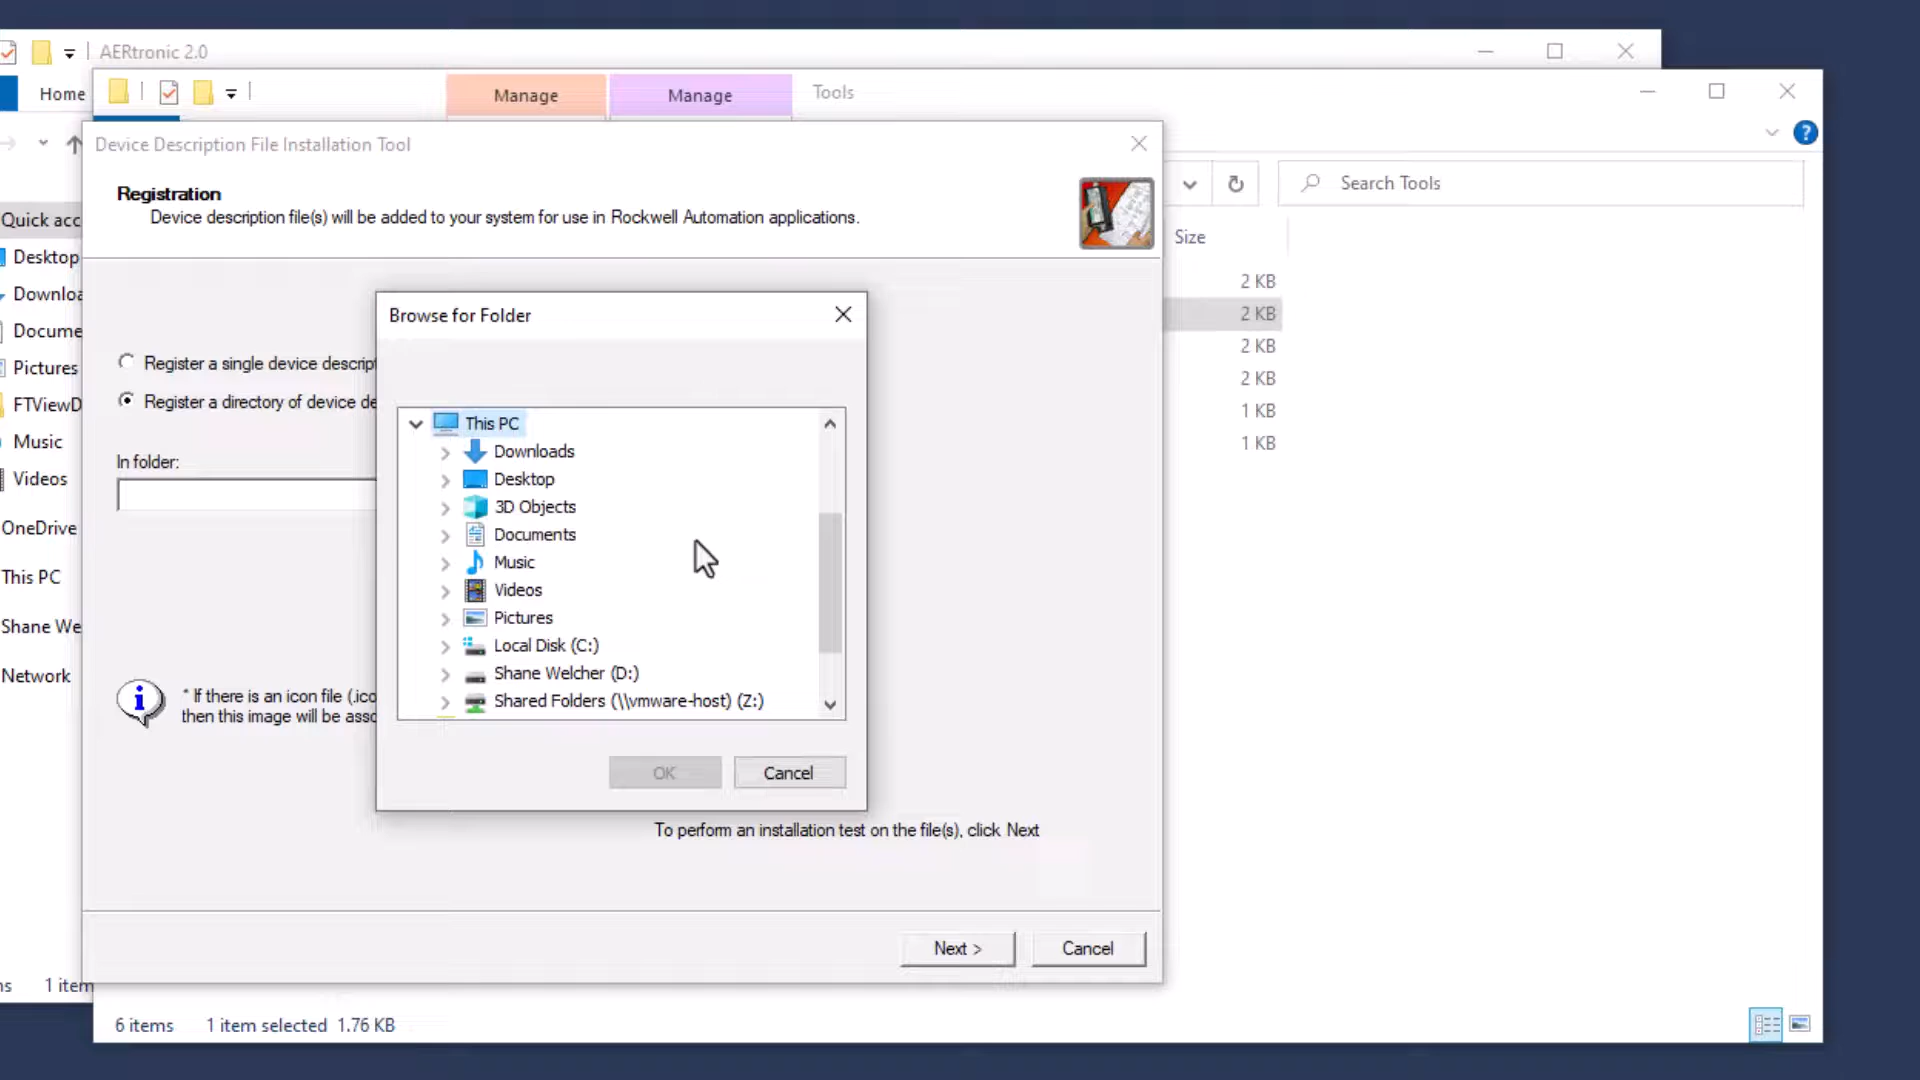 AERtronic 2.0
Home
Manage
Manage
Tools
Device Description File Installation Tool
Registration
Device description file(s) will be added to your system for use in Rockwell Automation applications.
Search Tools
Size
Quick acc
Desktop
Downloa
Docume
Pictures
FTViewD
Music
Videos
OneDrive
This PC
Shane We
Network
2 KB
2 KB
2 KB
2 KB
1 KB
1 KB
Register a single device descript
Register a directory of device de
In folder:
* If there is an icon file (.ico
then this image will be asso
Browse for Folder
This PC
Downloads
Desktop
3D Objects
Documents
Music
Videos
Pictures
Local Disk (C:)
Shane Welcher (D:)
Shared Folders (\\vmware-host) (Z:)
OK
Cancel
To perform an installation test on the file(s), click Next
Next >
Cancel
ns
1 item
6 items
1 item selected 1.76 KB